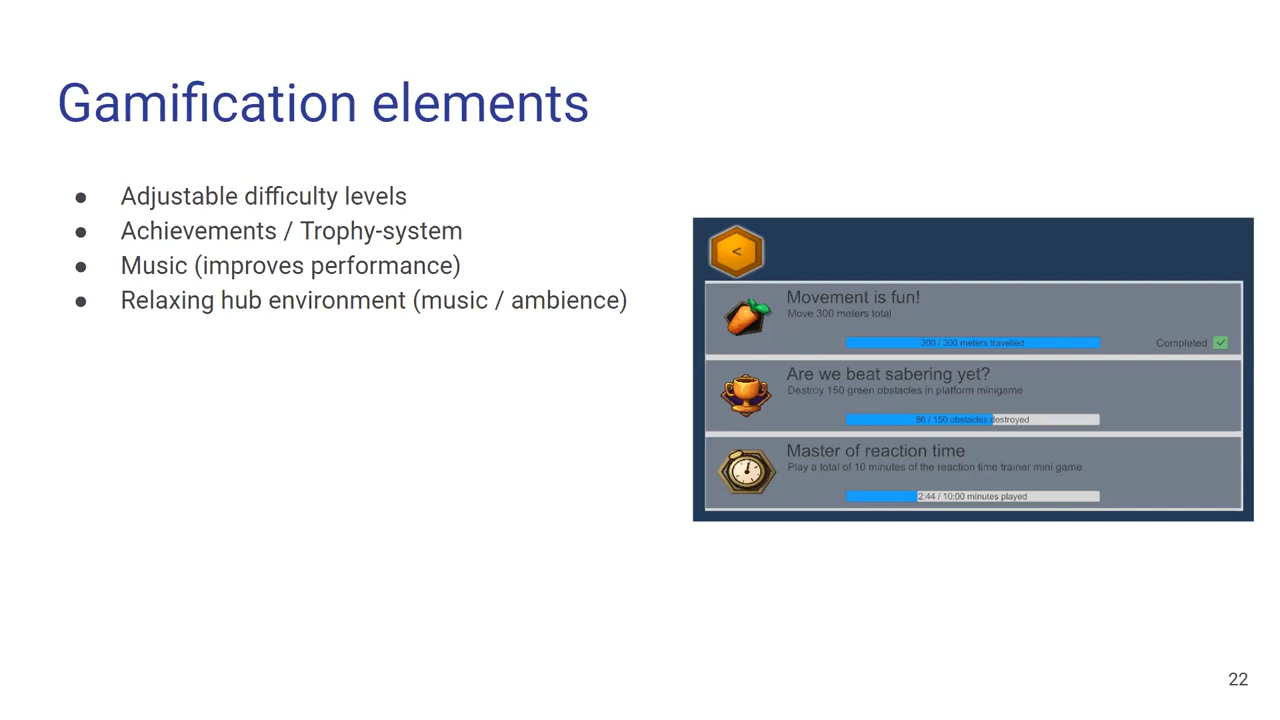 Gamification elements
● Adjustable difficulty levels
● Achievements / Trophy-system
● Music (improves performance)
● Relaxing hub environment (music / ambience)
<
Movement is fun!
Move 300 meters total
300 / 300 meters travelled
Completed
Are we beat sabering yet?
Destroy 150 green obstacles in platform minigame
86 / 150 obstacles destroyed
Master of reaction time
Play a total of 10 minutes of the reaction time trainer mini game
2:44 / 10:00 minutes played
22